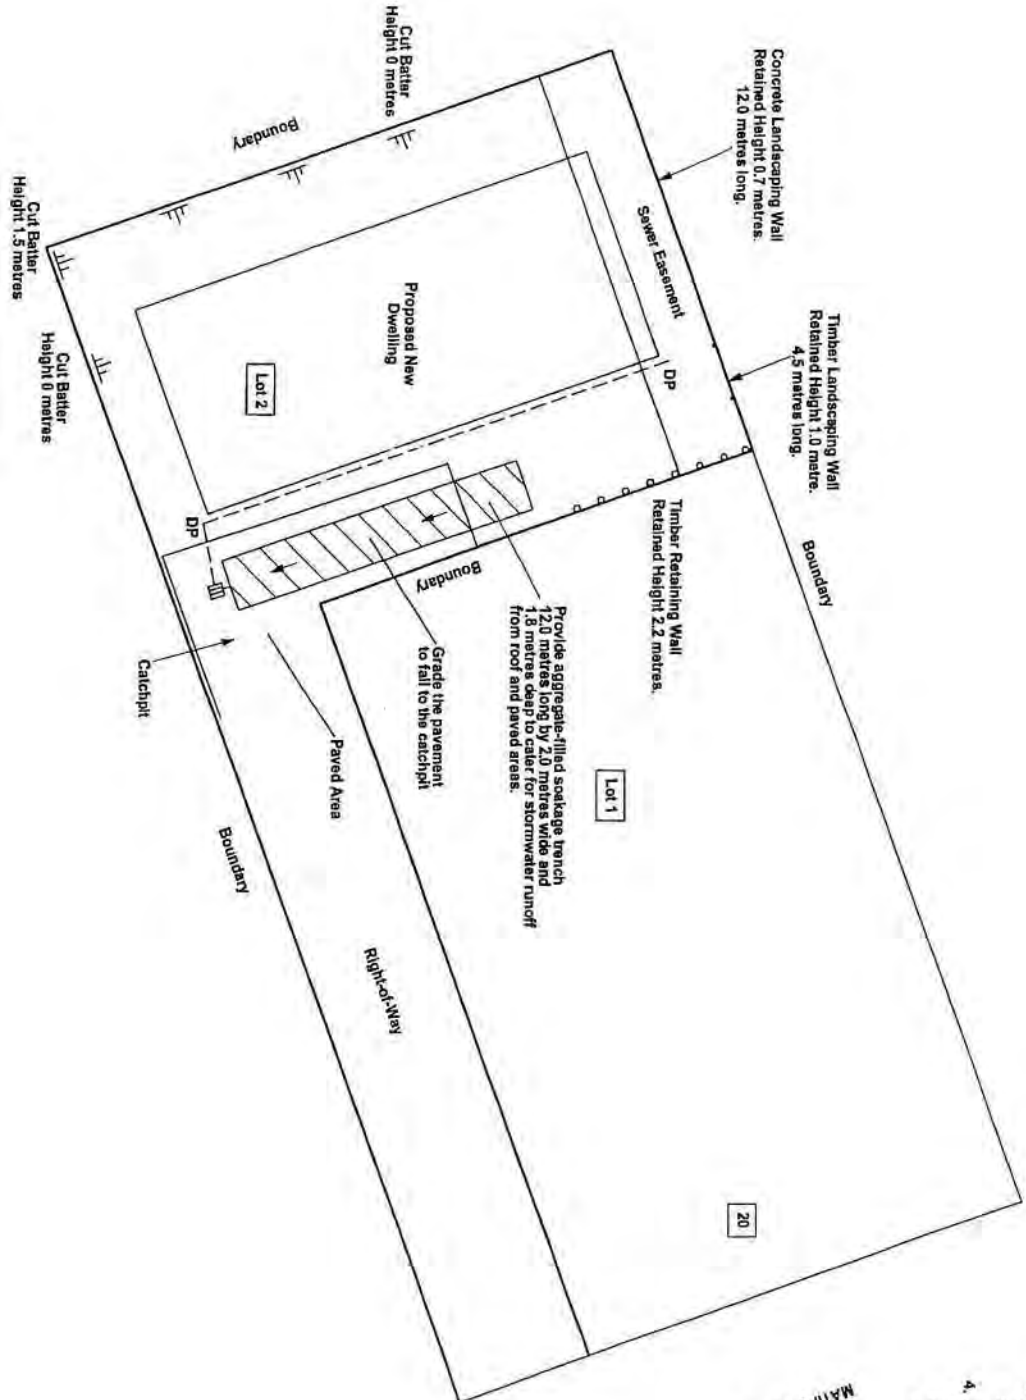 Concrete Landscaping Wall
Retained Height 0.7 metres.
12.0 metres long.
Timber Landscaping Wall
Retained Height 1.0 metre.
4.5 metres long.
Cut Batter
Height 0 metres
Boundary
Sewer Easement
Proposed New
Dwelling
Lot 2
DP
DP
Cut Batter
Height 1.5 metres
Cut Batter
Height 0 metres
Timber Retaining Wall
Retained Height 2.2 metres.
Boundary
Boundary
Provide aggregate-filled soakage trench
12.0 metres long by 2.0 metres wide and
1.8 metres deep to cater for stormwater runoff
from roof and paved areas.
Lot 1
Grade the pavement
to fall to the catchpit
Paved Area
Catchpit
Boundary
Right-of-Way
20
4.